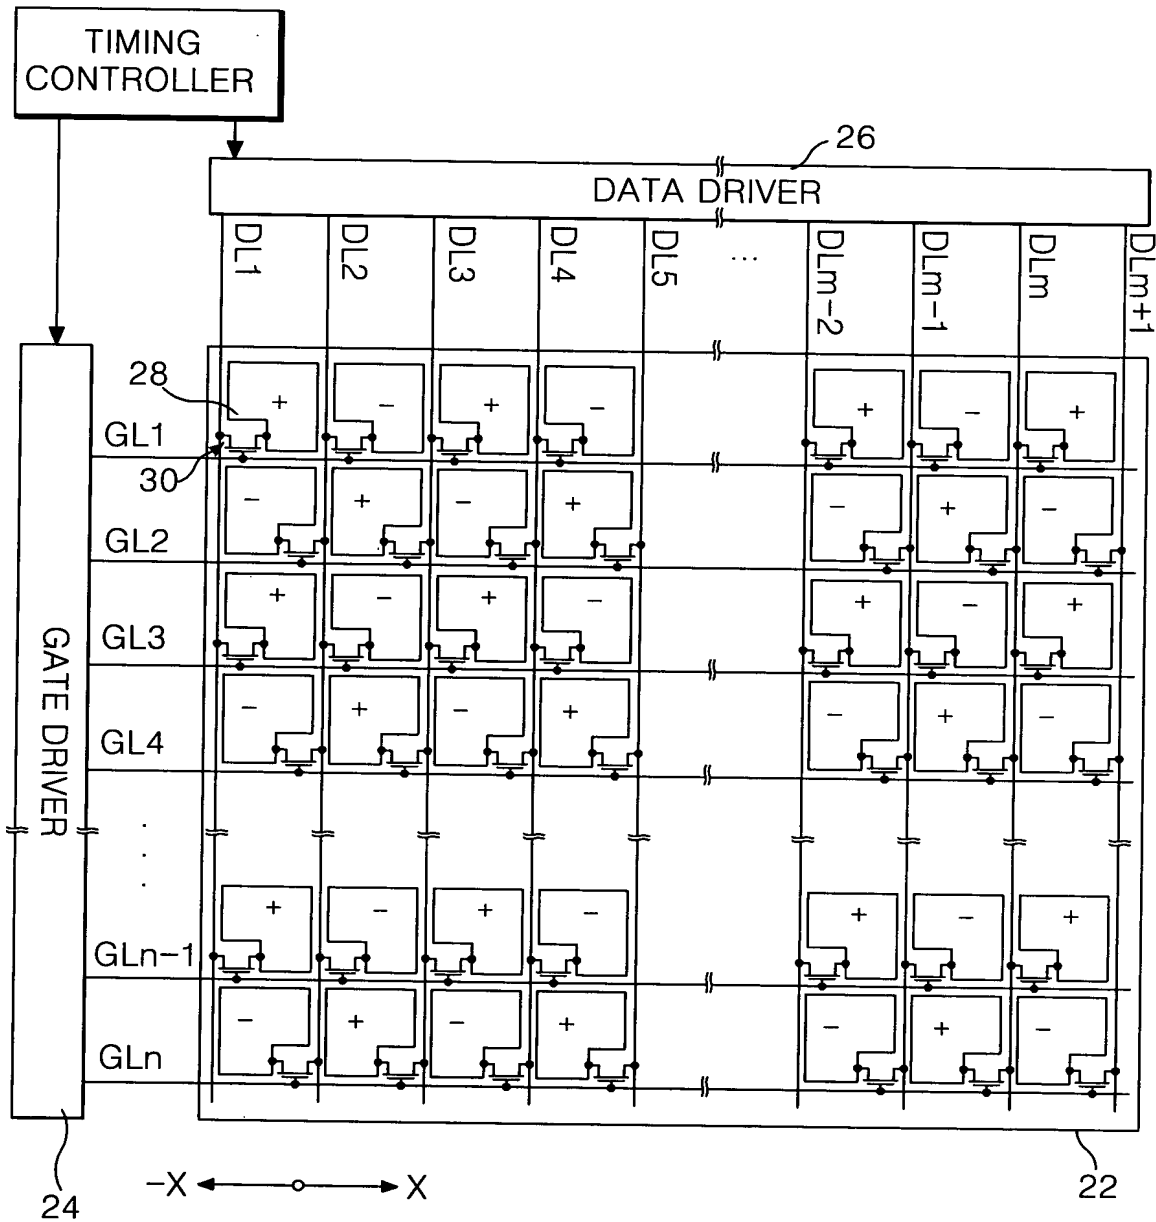 TIMING
CONTROLLER
26
DATA DRIVER
DL1
DL2
DL3
DL4
DL5
...
DLm-2
DLm-1
DLm
DLm+1
28
GL1
+ - + - + - +
30
GL2
- + - + - + -
GL3
+ - + - + - +
GATE DRIVER
GL4
- + - + - + -
...
GLn-1
+ - + - + - +
GLn
- + - + - + -
24
-X
X
22